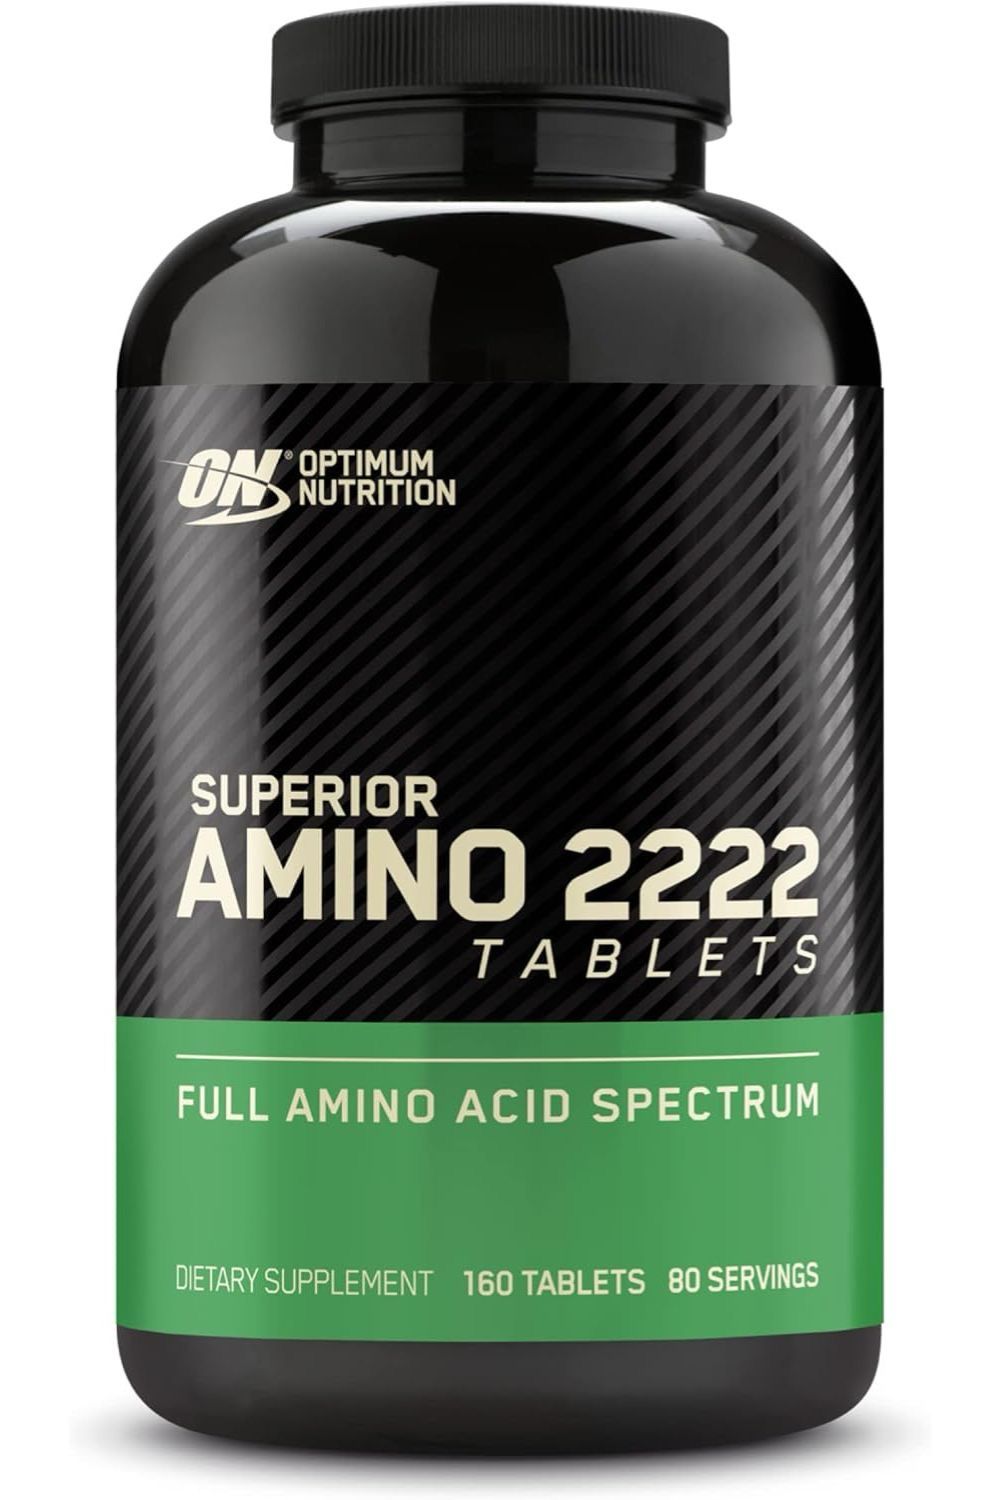 ON® OPTIMUM
NUTRITION
SUPERIOR
AMINO 2222
TABLETS
FULL AMINO ACID SPECTRUM
DIETARY SUPPLEMENT 160 TABLETS 80 SERVINGS